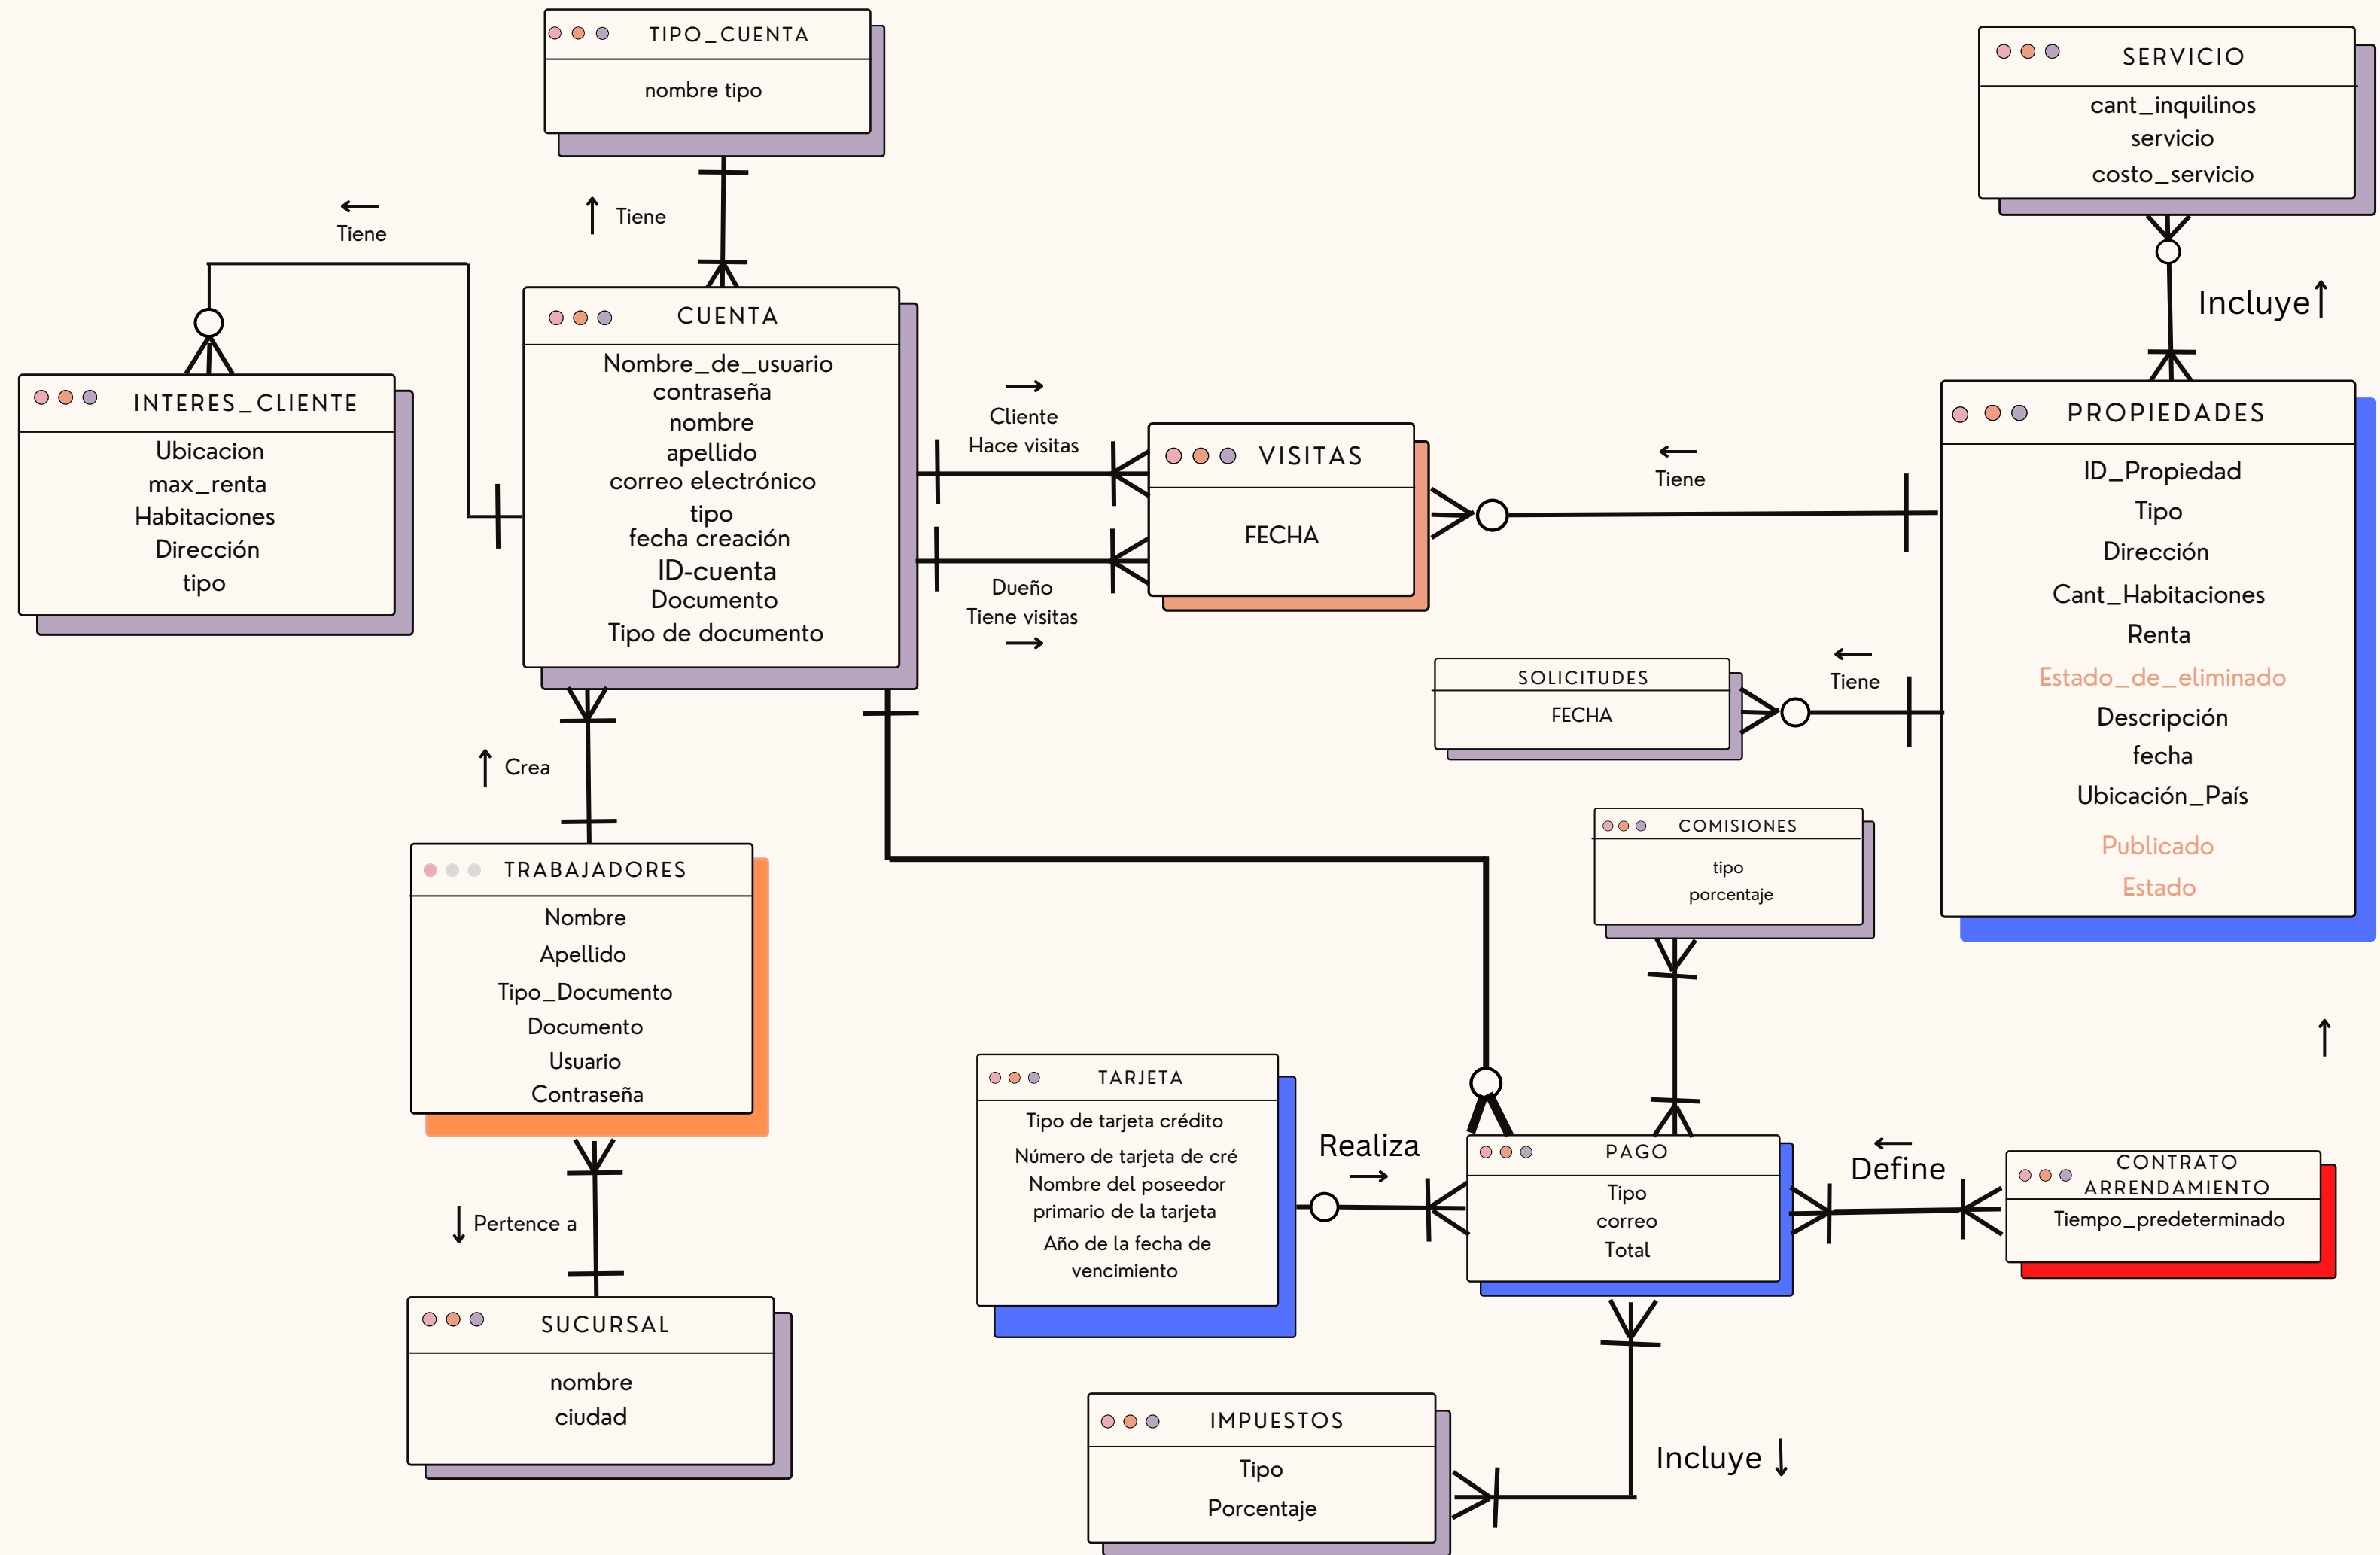 TIPO_CUENTA
nombre tipo
Tiene
SERVICIO
cant_inquilinos
servicio
costo_servicio
Incluye↑
Tiene
INTERES_CLIENTE
Ubicacion
max_renta
Habitaciones
Dirección
tipo
CUENTA
Nombre_de_usuario
contraseña
nombre
apellido
correo electrónico
tipo
fecha creación
ID-cuenta
Documento
Tipo de documento
Cliente
Hace visitas
Dueño
Tiene visitas
VISITAS
FECHA
Tiene
PROPIEDADES
ID_Propiedad
Tipo
Dirección
Cant_Habitaciones
Renta
Estado_de_eliminado
Descripción
fecha
Ubicación_País
Publicado
Estado
SOLICITUDES
FECHA
Tiene
Crea
TRABAJADORES
Nombre
Apellido
Tipo_Documento
Documento
Usuario
Contraseña
COMISIONES
tipo
porcentaje
Pertence a
SUCURSAL
nombre
ciudad
TARJETA
Tipo de tarjeta crédito
Número de tarjeta de cré
Nombre del poseedor
primario de la tarjeta
Año de la fecha de
vencimiento
Realiza
PAGO
Tipo
correo
Total
Define
CONTRATO
ARRENDAMIENTO
Tiempo_predeterminado
IMPUESTOS
Tipo
Porcentaje
Incluye ↓